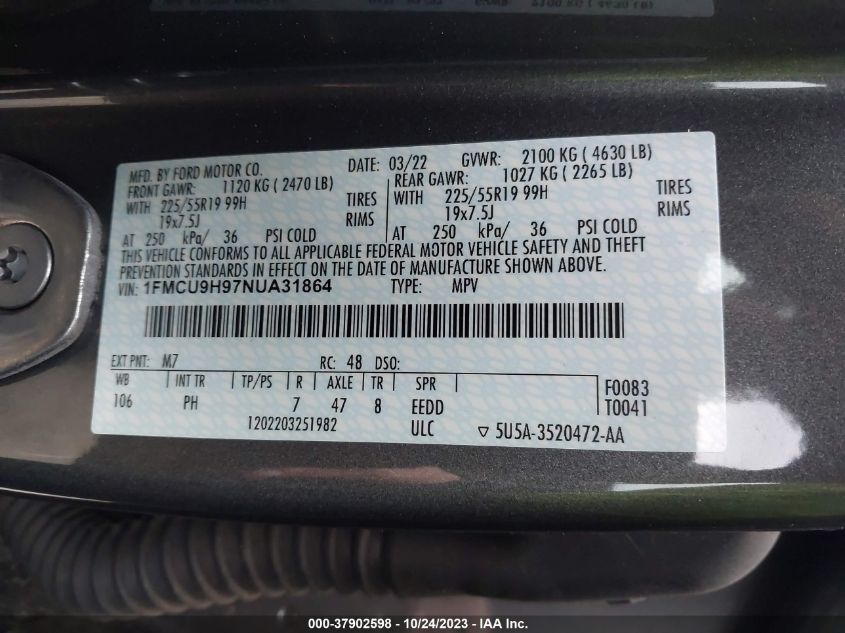 MFD. BY FORD MOTOR CO.
DATE: 03/22 GVWR: 2100 KG ( 4630 LB)
FRONT GAWR: 1120 KG ( 2470 LB)
REAR GAWR: 1027 KG ( 2265 LB)
WITH 225/55R19 99H TIRES
WITH 225/55R19 99H TIRES
19x7.5J RIMS
19x7.5J RIMS
AT 250 kPa/ 36 PSI COLD
AT 250 kPa/ 36 PSI COLD
THIS VEHICLE CONFORMS TO ALL APPLICABLE FEDERAL MOTOR VEHICLE SAFETY AND THEFT
PREVENTION STANDARDS IN EFFECT ON THE DATE OF MANUFACTURE SHOWN ABOVE.
VIN: 1FMCU9H97NUA31864 TYPE: MPV
EXT PNT: M7 RC: 48 DSO:
WB INT TR TP/PS R AXLE TR SPR F0083
106 PH 7 47 8 EEDD T0041
1202203251982 ULC ▽ 5U5A-3520472-AA
000-37902598 - 10/24/2023 - IAA Inc.